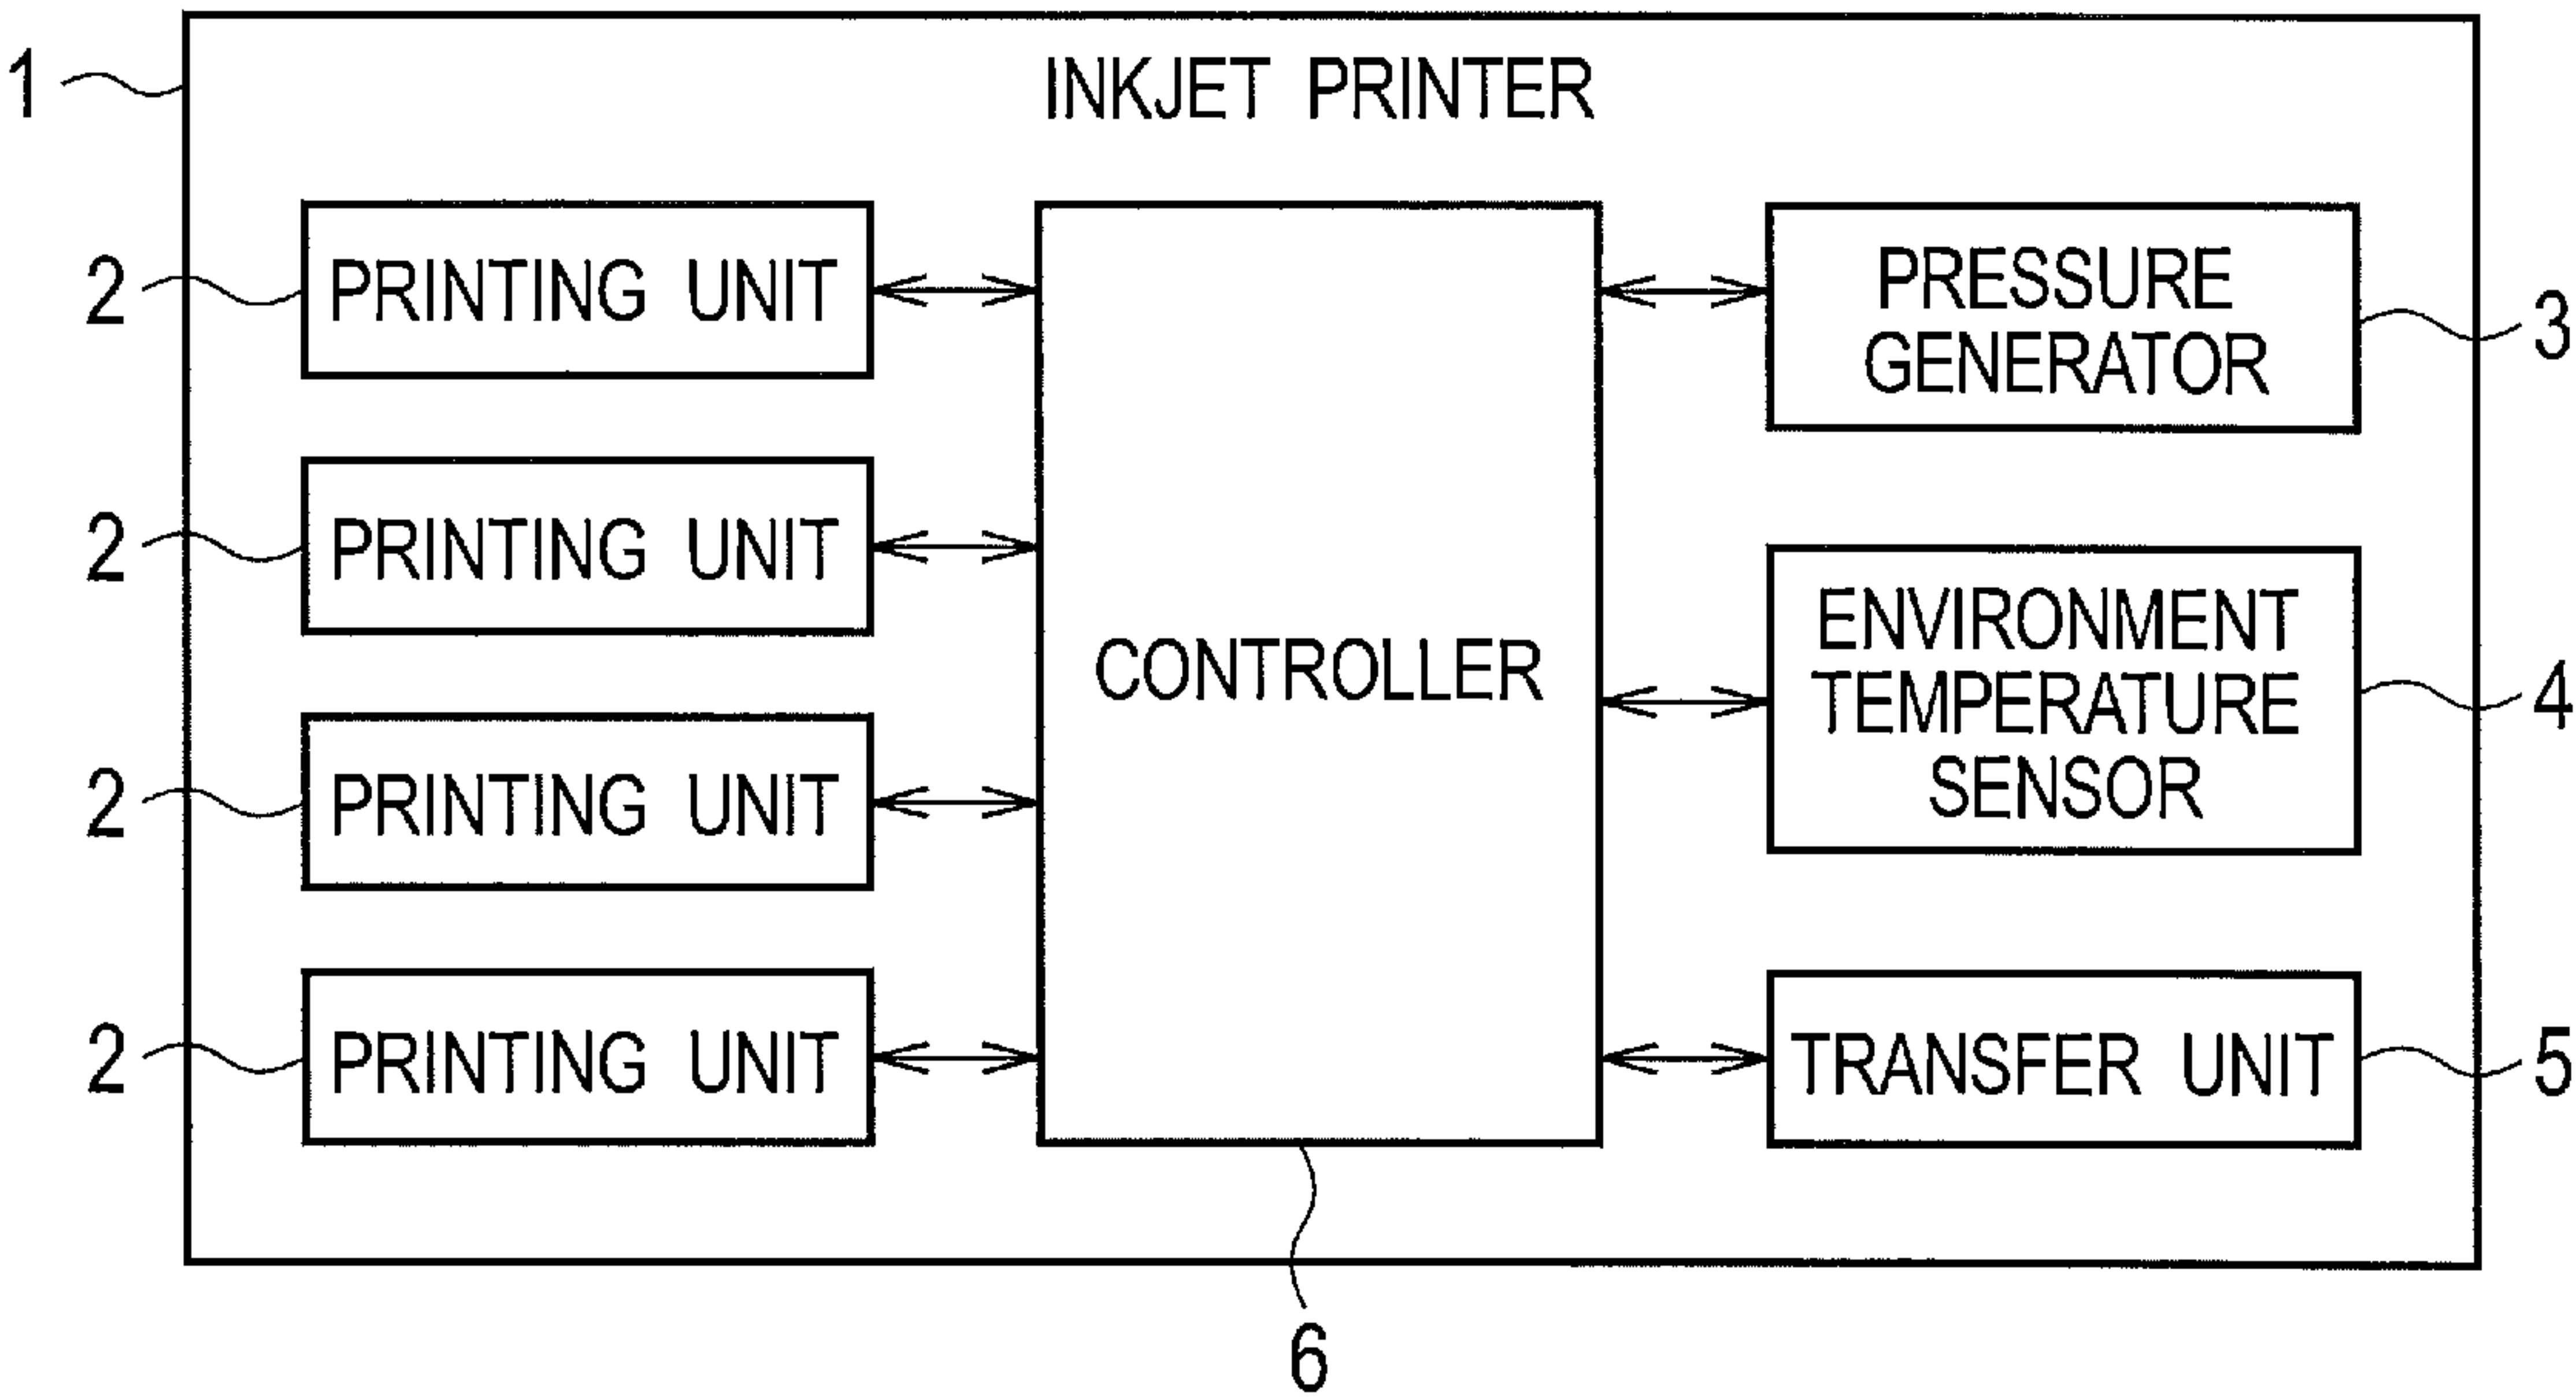 1
INKJET PRINTER
2
PRINTING UNIT
2
PRINTING UNIT
2
PRINTING UNIT
2
PRINTING UNIT
CONTROLLER
6
PRESSURE
GENERATOR
3
ENVIRONMENT
TEMPERATURE
SENSOR
4
TRANSFER UNIT
5